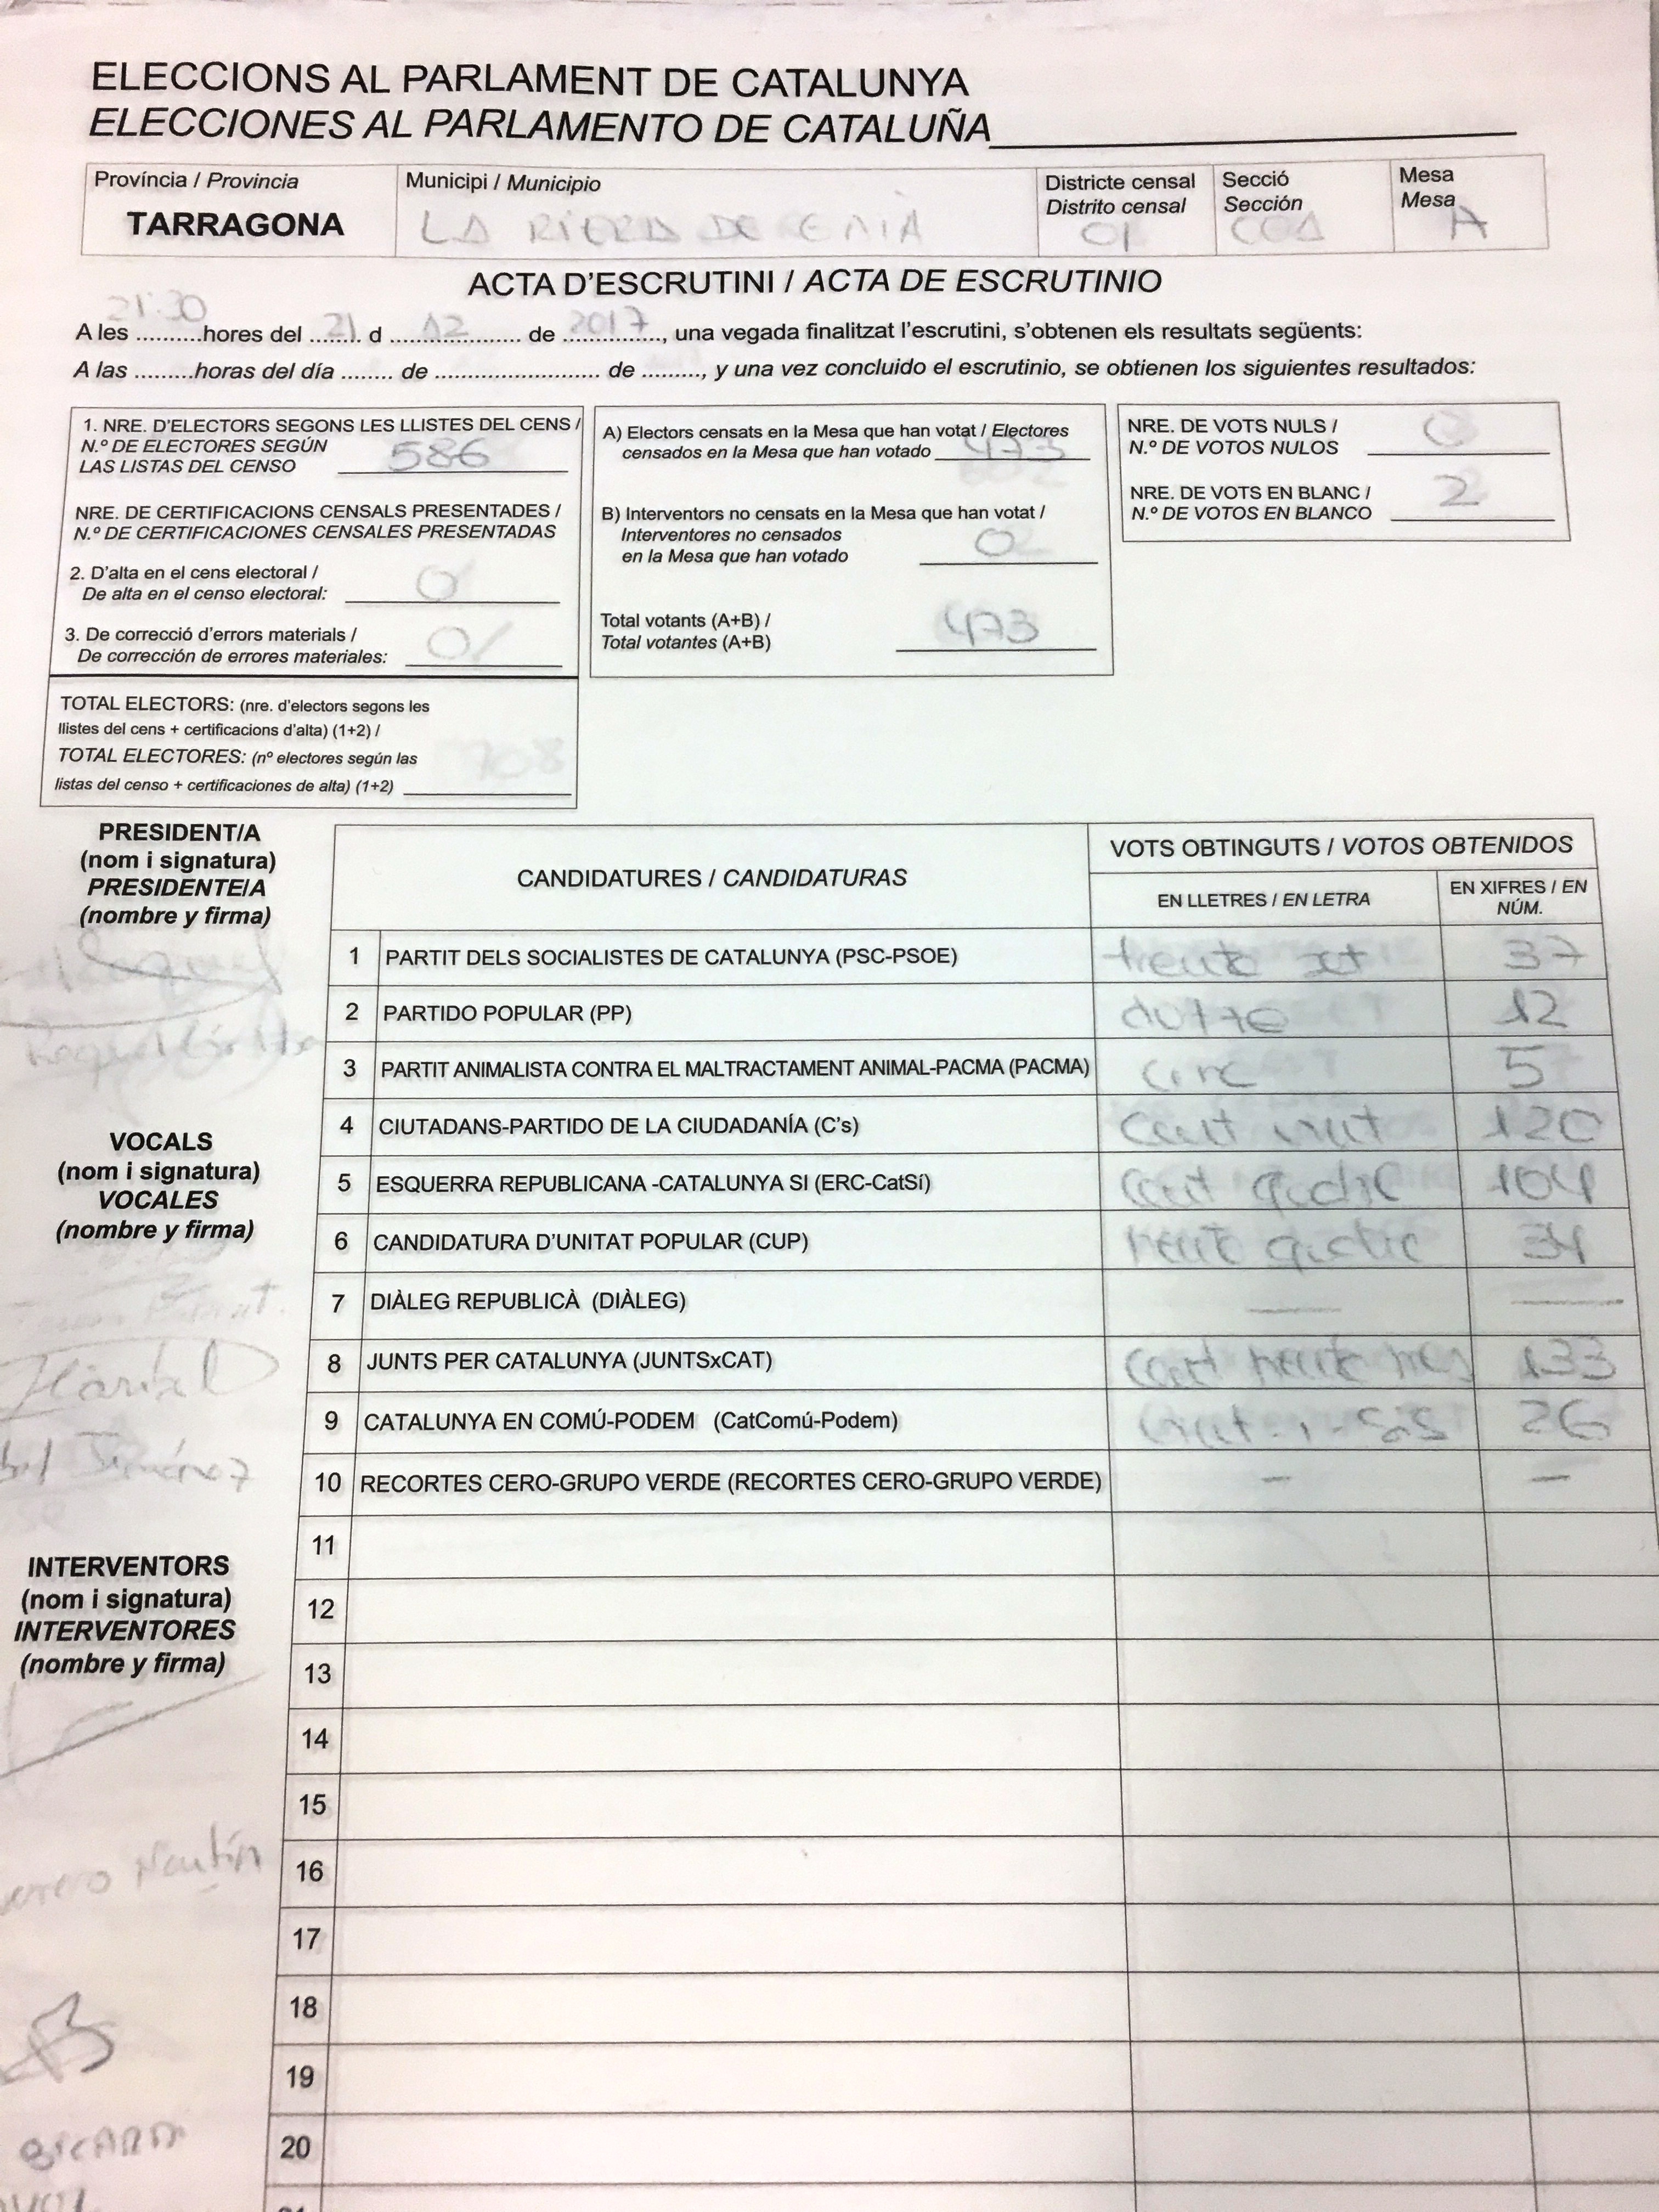 ELECCIONS AL PARLAMENT DE CATALUNYA
ELECCIONES AL PARLAMENTO DE CATALUÑA
Província / Provincia
TARRAGONA
Municipi / Municipio
LA RIERA DE GAIA
Districte censal
Distrito censal
01
Secció
Sección
001
Mesa
Mesa
A
ACTA D'ESCRUTINI / ACTA DE ESCRUTINIO
21:30
A les ..........hores del 21 d 12 de 2017, una vegada finalitzat l'escrutini, s'obtenen els resultats següents:
A las .........horas del día ........ de .......................... de ........., y una vez concluido el escrutinio, se obtienen los siguientes resultados:
1. NRE. D'ELECTORS SEGONS LES LLISTES DEL CENS /
N.º DE ELECTORES SEGÚN
LAS LISTAS DEL CENSO 586
NRE. DE CERTIFICACIONS CENSALS PRESENTADES /
N.º DE CERTIFICACIONES CENSALES PRESENTADAS
2. D'alta en el cens electoral /
De alta en el censo electoral: 0
3. De correcció d'errors materials /
De corrección de errores materiales: 0
TOTAL ELECTORS: (nre. d'electors segons les
llistes del cens + certificacions d'alta) (1+2) /
TOTAL ELECTORES: (nº electores según las
listas del censo + certificaciones de alta) (1+2) 708
A) Electors censats en la Mesa que han votat / Electores
censados en la Mesa que han votado 473
B) Interventors no censats en la Mesa que han votat /
Interventores no censados
en la Mesa que han votado 0
Total votants (A+B) /
Total votantes (A+B) 473
NRE. DE VOTS NULS /
N.º DE VOTOS NULOS 0
NRE. DE VOTS EN BLANC /
N.º DE VOTOS EN BLANCO 2
PRESIDENT/A
(nom i signatura)
PRESIDENTE/A
(nombre y firma)
Raquel
VOCALS
(nom i signatura)
VOCALES
(nombre y firma)
Jiménez
INTERVENTORS
(nom i signatura)
INTERVENTORES
(nombre y firma)
CANDIDATURES / CANDIDATURAS
VOTS OBTINGUTS / VOTOS OBTENIDOS
EN LLETRES / EN LETRA
EN XIFRES / EN
NÚM.
1 PARTIT DELS SOCIALISTES DE CATALUNYA (PSC-PSOE) trenta set 37
2 PARTIDO POPULAR (PP) dotze 12
3 PARTIT ANIMALISTA CONTRA EL MALTRACTAMENT ANIMAL-PACMA (PACMA) cinc 5
4 CIUTADANS-PARTIDO DE LA CIUDADANÍA (C's) Cent vint 120
5 ESQUERRA REPUBLICANA -CATALUNYA SI (ERC-CatSí) Cent quatre 104
6 CANDIDATURA D'UNITAT POPULAR (CUP) trenta quatre 34
7 DIÀLEG REPUBLICÀ (DIÀLEG) — —
8 JUNTS PER CATALUNYA (JUNTSxCAT) Cent trenta tres 133
9 CATALUNYA EN COMÚ-PODEM (CatComú-Podem) vint-i-sis 26
10 RECORTES CERO-GRUPO VERDE (RECORTES CERO-GRUPO VERDE) — —
11
12
13
14
15
16
17
18
19
20